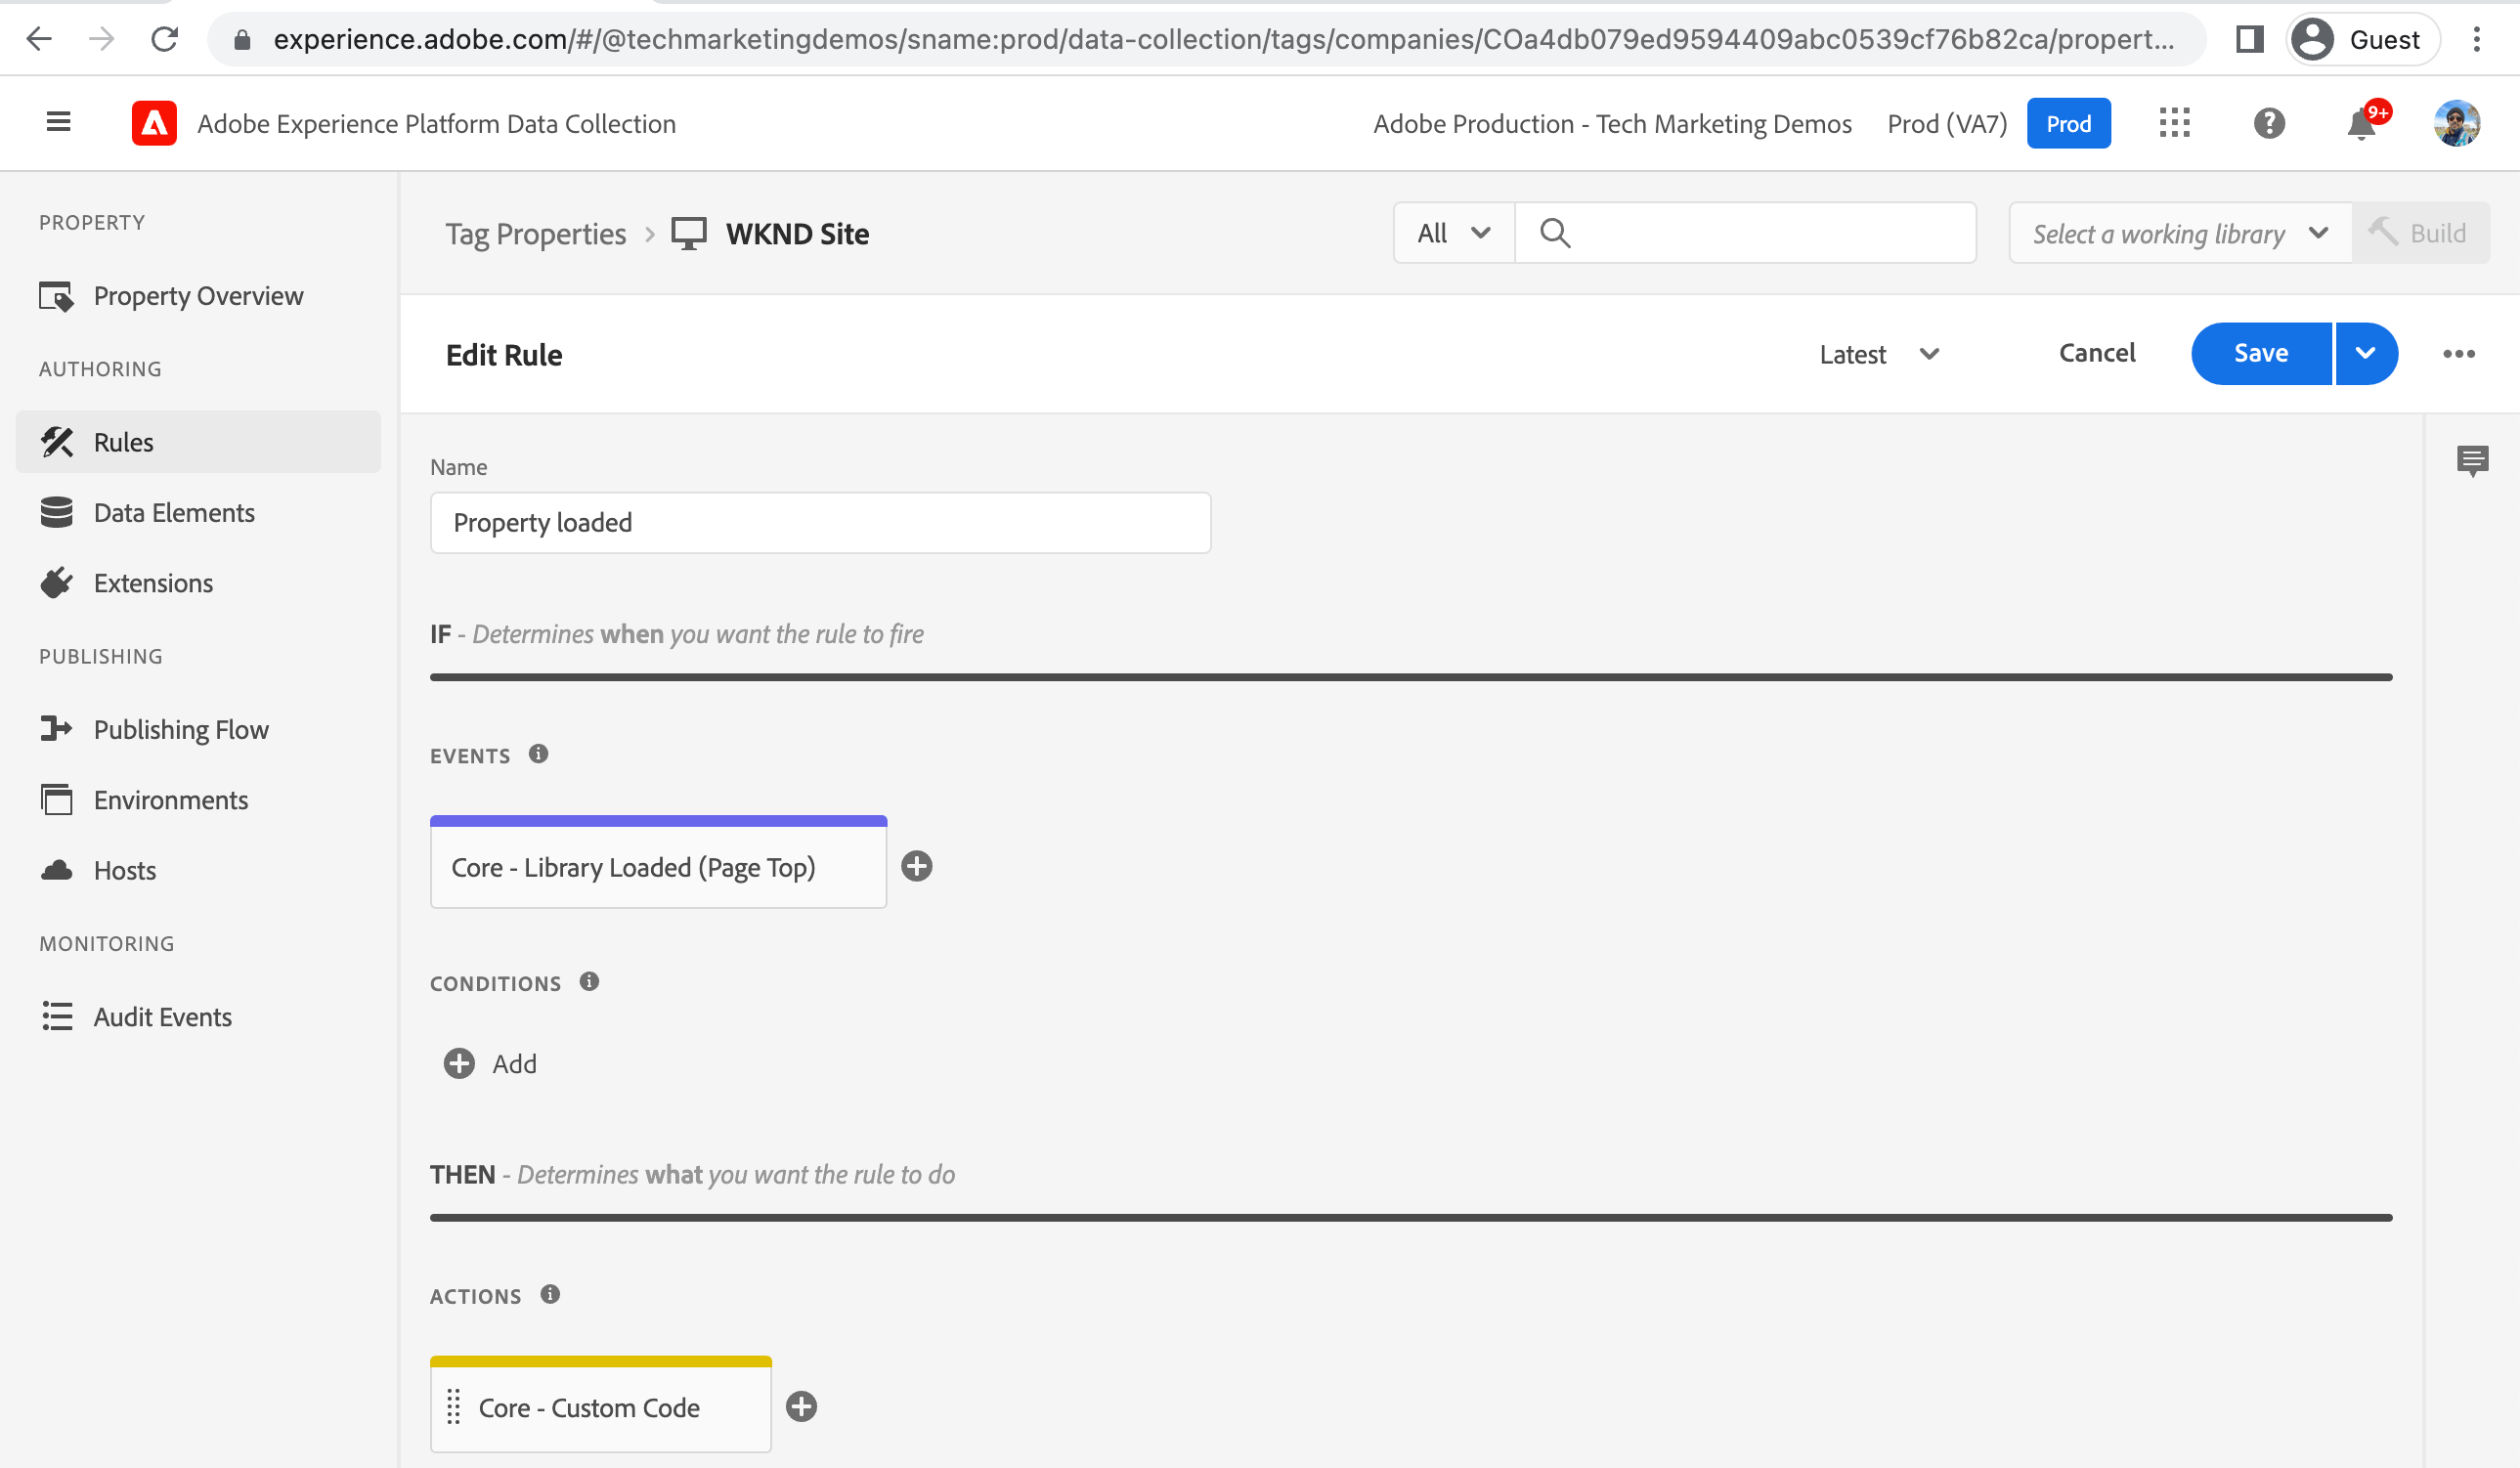 experience.adobe.com/#/@techmarketingdemos/sname:prod/data-collection/tags/companies/COa4db079ed9594409abc0539cf76b82ca/propert...
Guest
Adobe Experience Platform Data Collection
Adobe Production - Tech Marketing Demos
Prod (VA7)
Prod
9+
PROPERTY
Property Overview
AUTHORING
Rules
Data Elements
Extensions
PUBLISHING
Publishing Flow
Environments
Hosts
MONITORING
Audit Events
Tag Properties
WKND Site
All
Select a working library
Build
Edit Rule
Latest
Cancel
Save
Name
Property loaded
IF - Determines when you want the rule to fire
EVENTS
Core - Library Loaded (Page Top)
CONDITIONS
Add
THEN - Determines what you want the rule to do
ACTIONS
Core - Custom Code